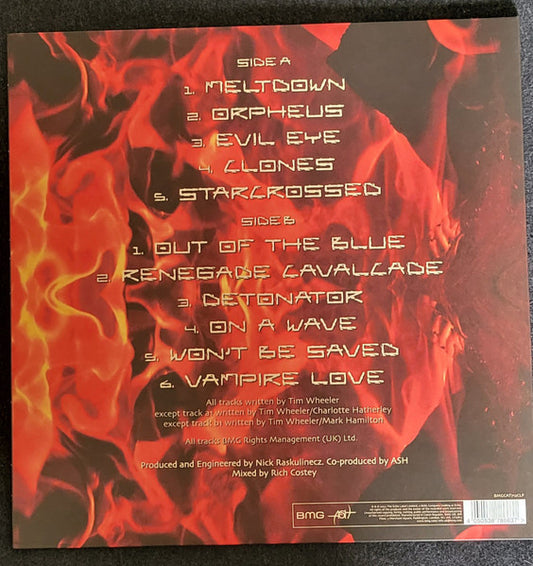 SIDE A
1. MELTDOWN
2. ORPHEUS
3. EVIL EYE
4. CLONES
5. STARCROSSED
SIDE B
1. OUT OF THE BLUE
2. RENEGADE CAVALCADE
3. DETONATOR
4. ON A WAVE
5. WON'T BE SAVED
6. VAMPIRE LOVE
All tracks written by Tim Wheeler
except track a1 written by Tim Wheeler/Charlotte Hatherley
except track b1 written by Tim Wheeler/Mark Hamilton
All tracks BMG Rights Management (UK) Ltd.
Produced and Engineered by Nick Raskulinecz. Co-produced by ASH
Mixed by Rich Costey
BMG ASH